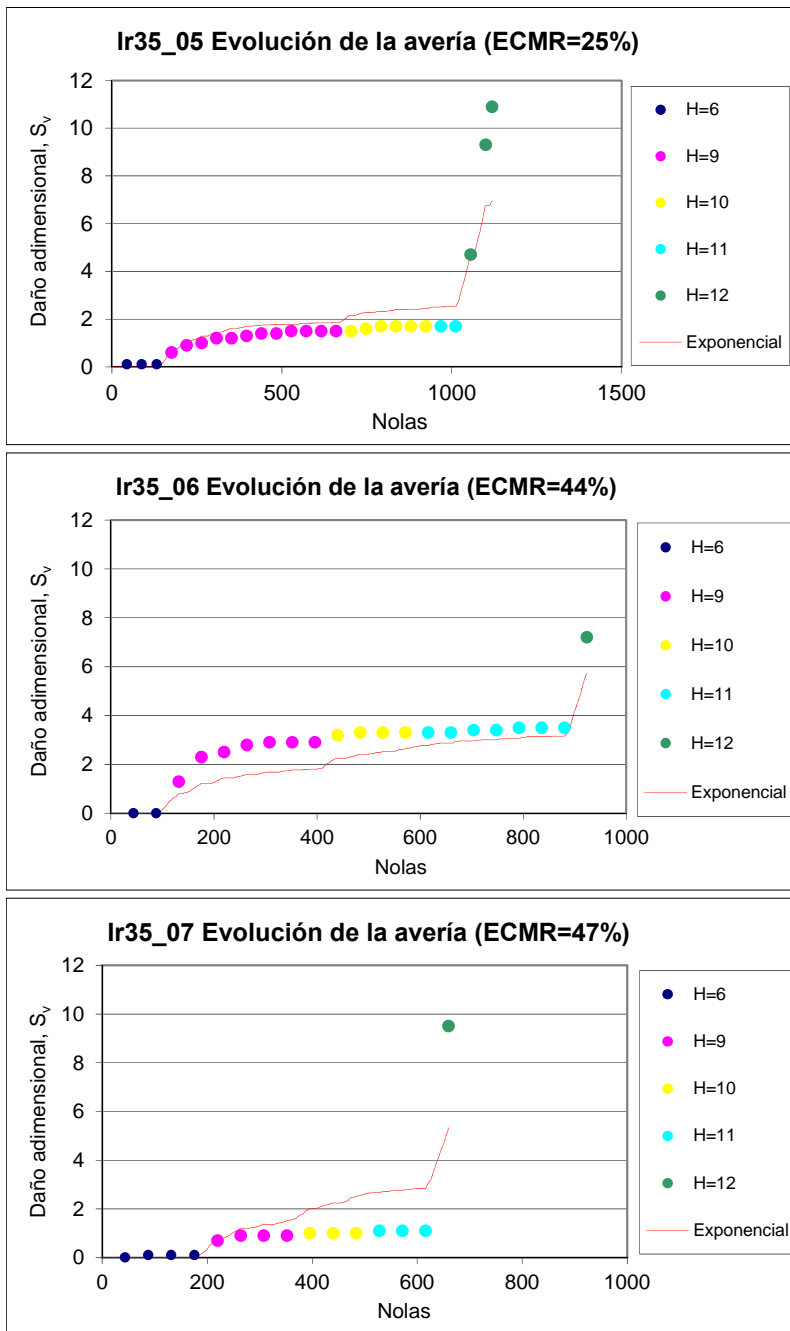 Ir35_05 Evolución de la avería (ECMR=25%)
12
10
8
6
4
2
0
0
500
1000
1500
Daño adimensional, Sv
Nolas
H=6
H=9
H=10
H=11
H=12
Exponencial
Ir35_06 Evolución de la avería (ECMR=44%)
12
10
8
6
4
2
0
0
200
400
600
800
1000
Daño adimensional, Sv
Nolas
H=6
H=9
H=10
H=11
H=12
Exponencial
Ir35_07 Evolución de la avería (ECMR=47%)
12
10
8
6
4
2
0
0
200
400
600
800
1000
Daño adimensional, Sv
Nolas
H=6
H=9
H=10
H=11
H=12
Exponencial